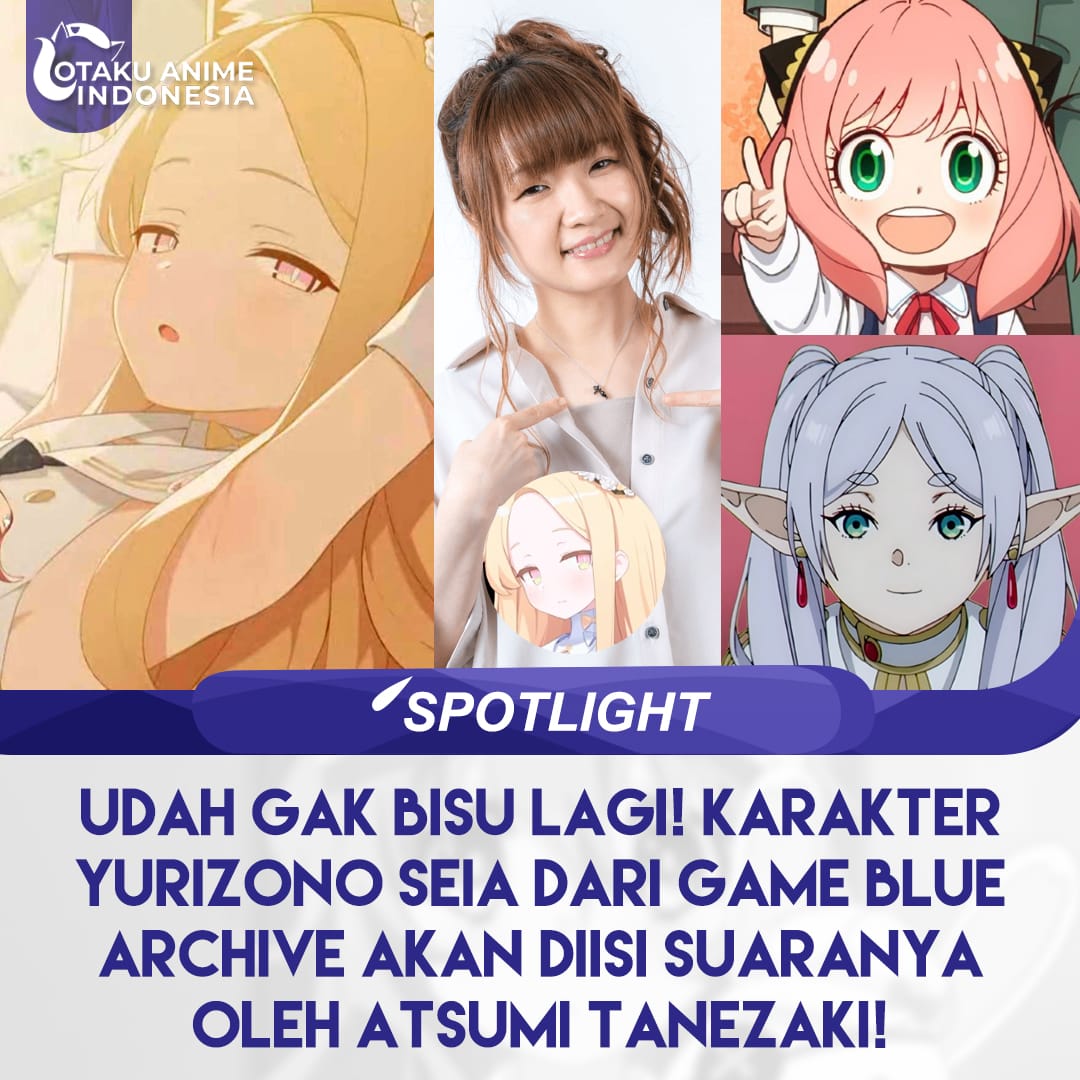 OTAKU ANIME
INDONESIA
SPOTLIGHT
UDAH GAK BISU LAGI! KARAKTER
YURIZONO SEIA DARI GAME BLUE
ARCHIVE AKAN DIISI SUARANYA
OLEH ATSUMI TANEZAKI!